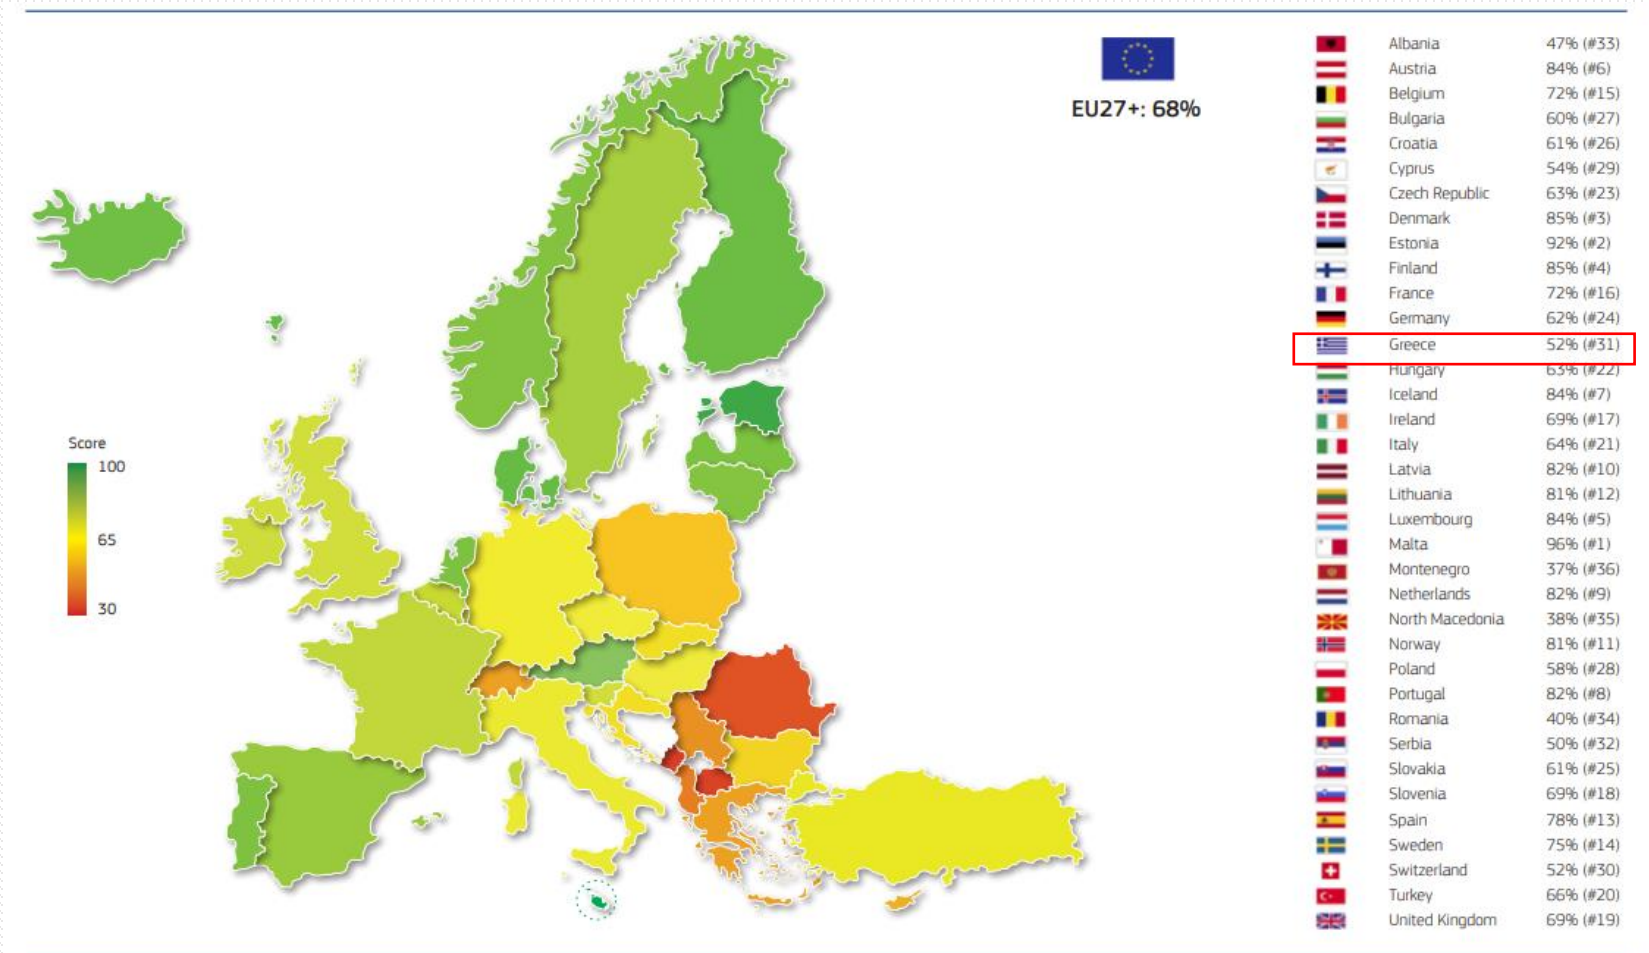 EU27+: 68%
Score
100
65
30
Albania 47% (#33)
Austria 84% (#6)
Belgium 72% (#15)
Bulgaria 60% (#27)
Croatia 61% (#26)
Cyprus 54% (#29)
Czech Republic 63% (#23)
Denmark 85% (#3)
Estonia 92% (#2)
Finland 85% (#4)
France 72% (#16)
Germany 62% (#24)
Greece 52% (#31)
Hungary 63% (#22)
Iceland 84% (#7)
Ireland 69% (#17)
Italy 64% (#21)
Latvia 82% (#10)
Lithuania 81% (#12)
Luxembourg 84% (#5)
Malta 96% (#1)
Montenegro 37% (#36)
Netherlands 82% (#9)
North Macedonia 38% (#35)
Norway 81% (#11)
Poland 58% (#28)
Portugal 82% (#8)
Romania 40% (#34)
Serbia 50% (#32)
Slovakia 61% (#25)
Slovenia 69% (#18)
Spain 78% (#13)
Sweden 75% (#14)
Switzerland 52% (#30)
Turkey 66% (#20)
United Kingdom 69% (#19)